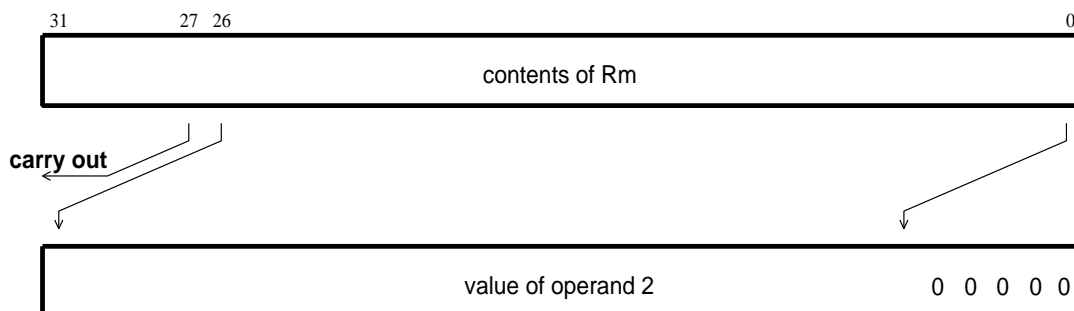 31 27 26 0
contents of Rm
carry out
value of operand 2 0 0 0 0 0